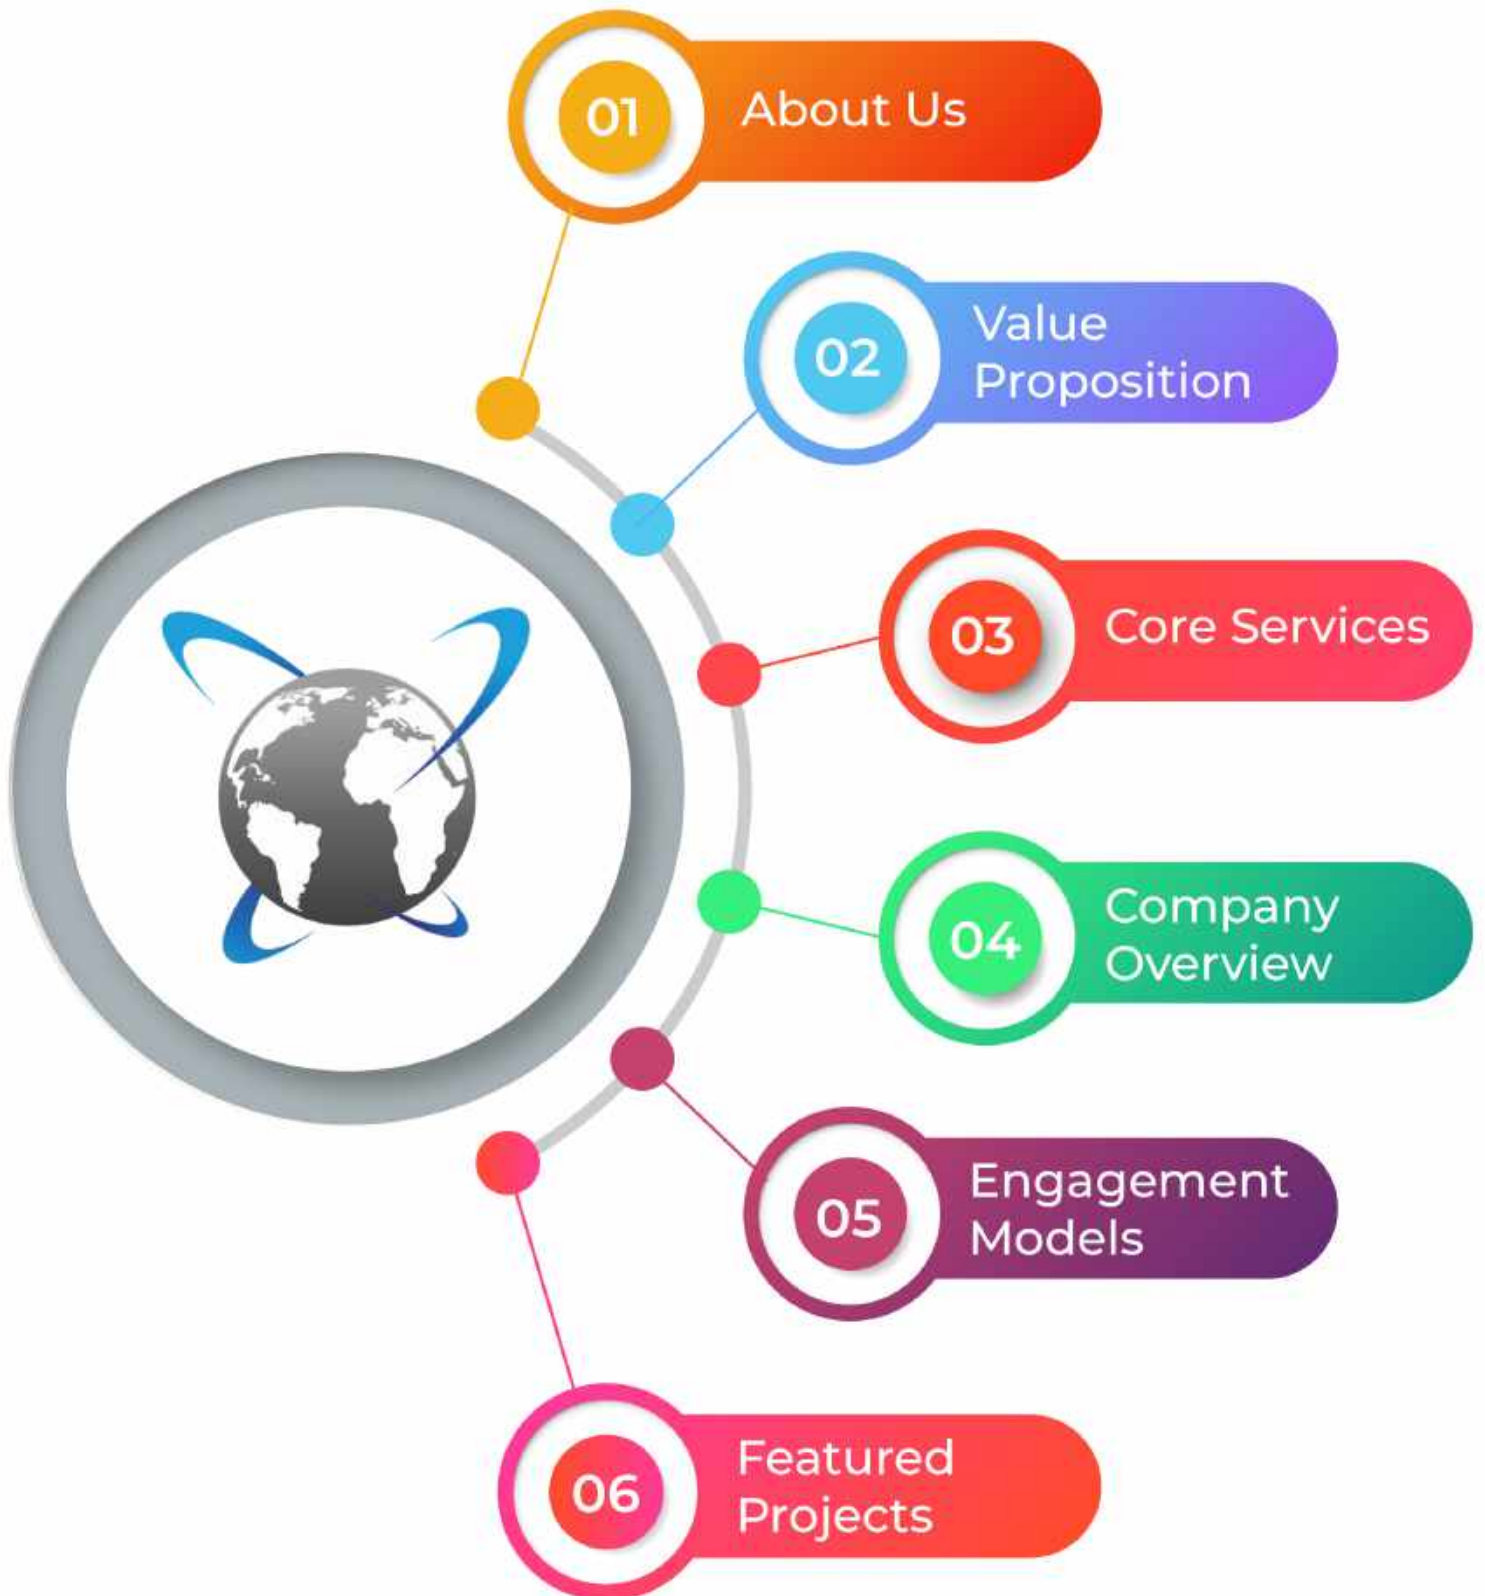 01
About Us
02
Value
Proposition
03
Core Services
04
Company
Overview
05
Engagement
Models
06
Featured
Projects